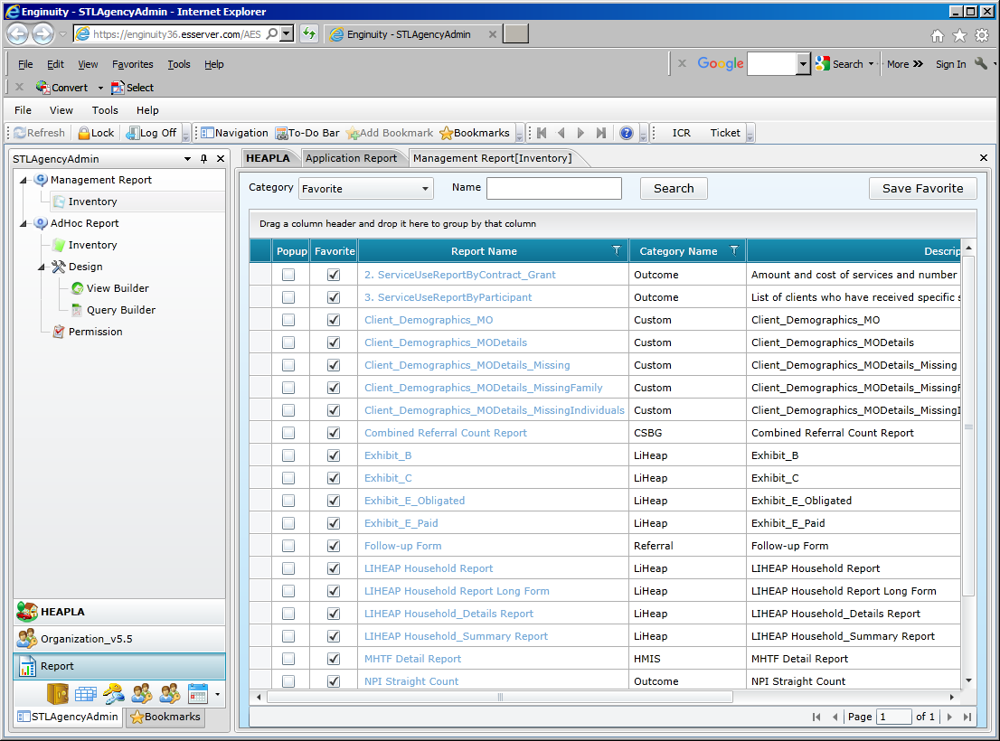 Enginuity - STLAgencyAdmin - Internet Explorer
https://enginuity36.esserver.com/AES
Enginuity - STLAgencyAdmin
File Edit View Favorites Tools Help
Google Search More » Sign In
Convert Select
File View Tools Help
Refresh Lock Log Off Navigation To-Do Bar Add Bookmark Bookmarks ICR Ticket
STLAgencyAdmin
Management Report
Inventory
AdHoc Report
Inventory
Design
View Builder
Query Builder
Permission
HEAPLA
Organization_v5.5
Report
STLAgencyAdmin Bookmarks
HEAPLA Application Report Management Report[Inventory]
Category Favorite Name Search Save Favorite
Drag a column header and drop it here to group by that column
Popup Favorite Report Name Category Name Descrip
2. ServiceUseReportByContract_Grant Outcome Amount and cost of services and number
3. ServiceUseReportByParticipant Outcome List of clients who have received specific s
Client_Demographics_MO Custom Client_Demographics_MO
Client_Demographics_MODetails Custom Client_Demographics_MODetails
Client_Demographics_MODetails_Missing Custom Client_Demographics_MODetails_Missing
Client_Demographics_MODetails_MissingFamily Custom Client_Demographics_MODetails_MissingF
Client_Demographics_MODetails_MissingIndividuals Custom Client_Demographics_MODetails_MissingI
Combined Referral Count Report CSBG Combined Referral Count Report
Exhibit_B LiHeap Exhibit_B
Exhibit_C LiHeap Exhibit_C
Exhibit_E_Obligated LiHeap Exhibit_E_Obligated
Exhibit_E_Paid LiHeap Exhibit_E_Paid
Follow-up Form Referral Follow-up Form
LIHEAP Household Report LiHeap LIHEAP Household Report
LIHEAP Household Report Long Form LiHeap LIHEAP Household Report Long Form
LIHEAP Household_Details Report LiHeap LIHEAP Household_Details Report
LIHEAP Household_Summary Report LiHeap LIHEAP Household_Summary Report
MHTF Detail Report HMIS MHTF Detail Report
NPI Straight Count Outcome NPI Straight Count
Page 1 of 1